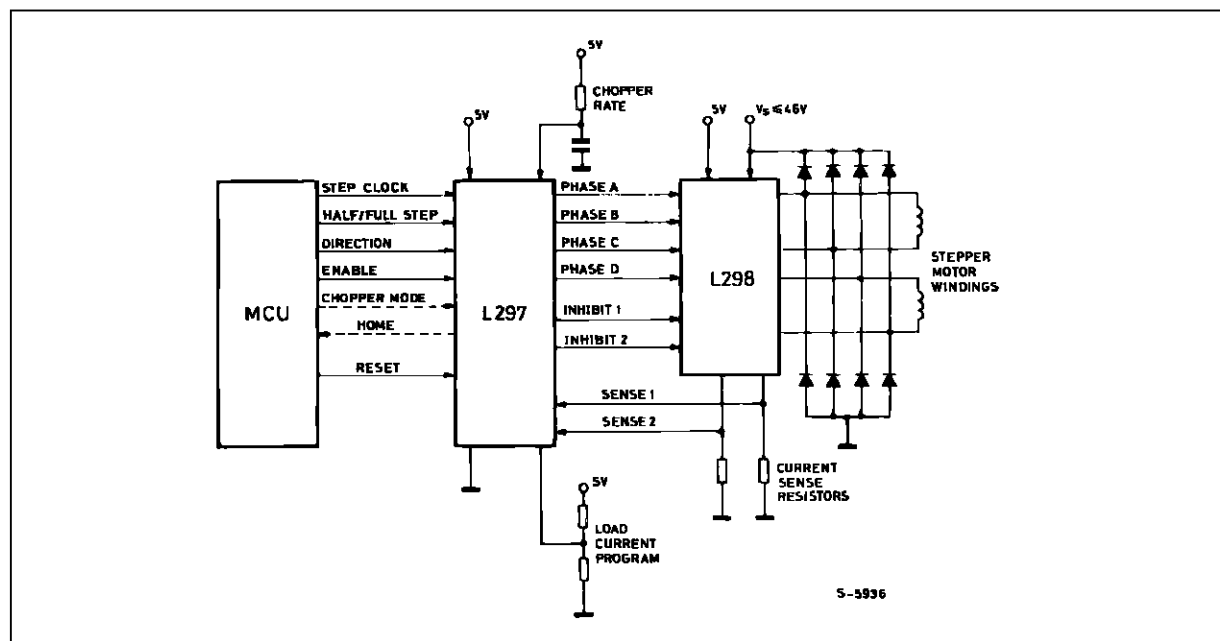 5V
CHOPPER
RATE
5V
5V
Vs ≤ 46V
STEP CLOCK
HALF/FULL STEP
DIRECTION
ENABLE
CHOPPER MODE
HOME
RESET
MCU
L297
PHASE A
PHASE B
PHASE C
PHASE D
INHIBIT 1
INHIBIT 2
SENSE 1
SENSE 2
L298
STEPPER
MOTOR
WINDINGS
CURRENT
SENSE
RESISTORS
5V
LOAD
CURRENT
PROGRAM
S-5936